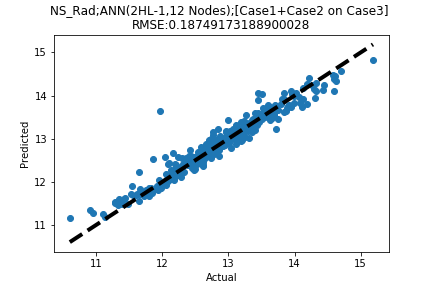 NS_Rad;ANN(2HL-1,12 Nodes);[Case1+Case2 on Case3]
RMSE:0.18749173188900028
15
14
13
12
11
Predicted
11
12
13
14
15
Actual